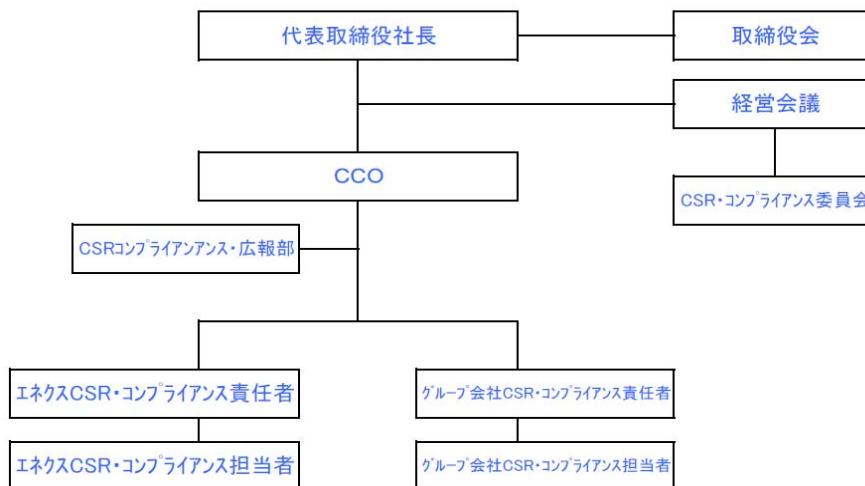 代表取締役社長
取締役会
経営会議
CCO
CSR・ｺﾝﾌﾟﾗｲｱﾝｽ委員会
CSRｺﾝﾌﾟﾗｲｱﾝアンス・広報部
エネクスCSR・コンプライアンス責任者
ｸﾞﾙｰﾌﾟ会社CSR・ｺﾝﾌﾟﾗｲｱﾝｽ責任者
エネクスCSR・コンプライアンス担当者
ｸﾞﾙｰﾌﾟ会社CSR・ｺﾝﾌﾟﾗｲｱﾝｽ担当者